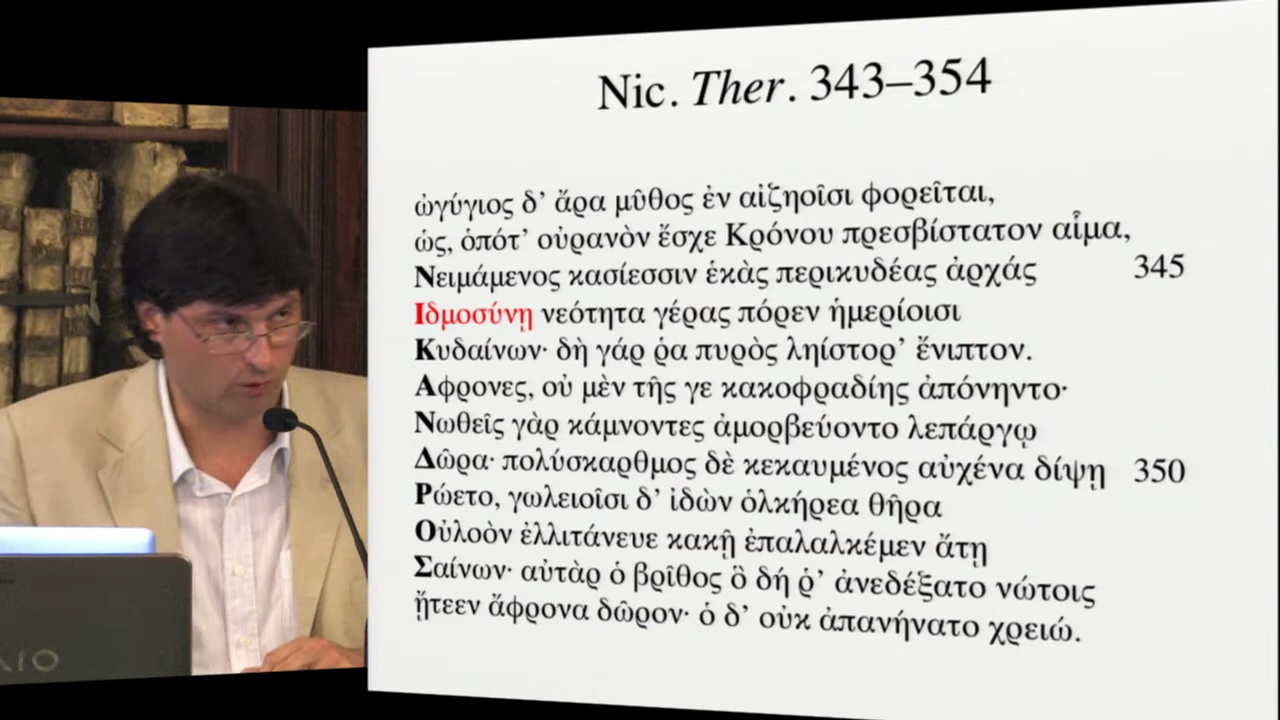 Nic. Ther. 343–354
ὠγύγιος δ’ ἄρα μῦθος ἐν αἰζηοῖσι φορεῖται,
ὡς, ὁπότ’ οὐρανὸν ἔσχε Κρόνου πρεσβίστατον αἷμα,
Νειμάμενος κασίεσσιν ἑκὰς περικυδέας ἀρχάς 345
Ιδμοσύνῃ νεότητα γέρας πόρεν ἡμερίοισι
Κυδαίνων· δὴ γάρ ῥα πυρὸς ληίστορ’ ἔνιπτον.
Αφρονες, οὐ μὲν τῆς γε κακοφραδίης ἀπόνηντο·
Νωθεῖς γὰρ κάμνοντες ἀμορβεύοντο λεπάργῳ
Δῶρα· πολύσκαρθμος δὲ κεκαυμένος αὐχένα δίψῃ 350
Ρώετο, γωλειοῖσι δ’ ἰδὼν ὁλκήρεα θῆρα
Οὐλοὸν ἐλλιτάνευε κακῇ ἐπαλαλκέμεν ἄτῃ
Σαίνων· αὐτὰρ ὁ βρῖθος ὃ δή ῥ’ ἀνεδέξατο νώτοις
ᾔτεεν ἄφρονα δῶρον· ὁ δ’ οὐκ ἀπανήνατο χρειώ.